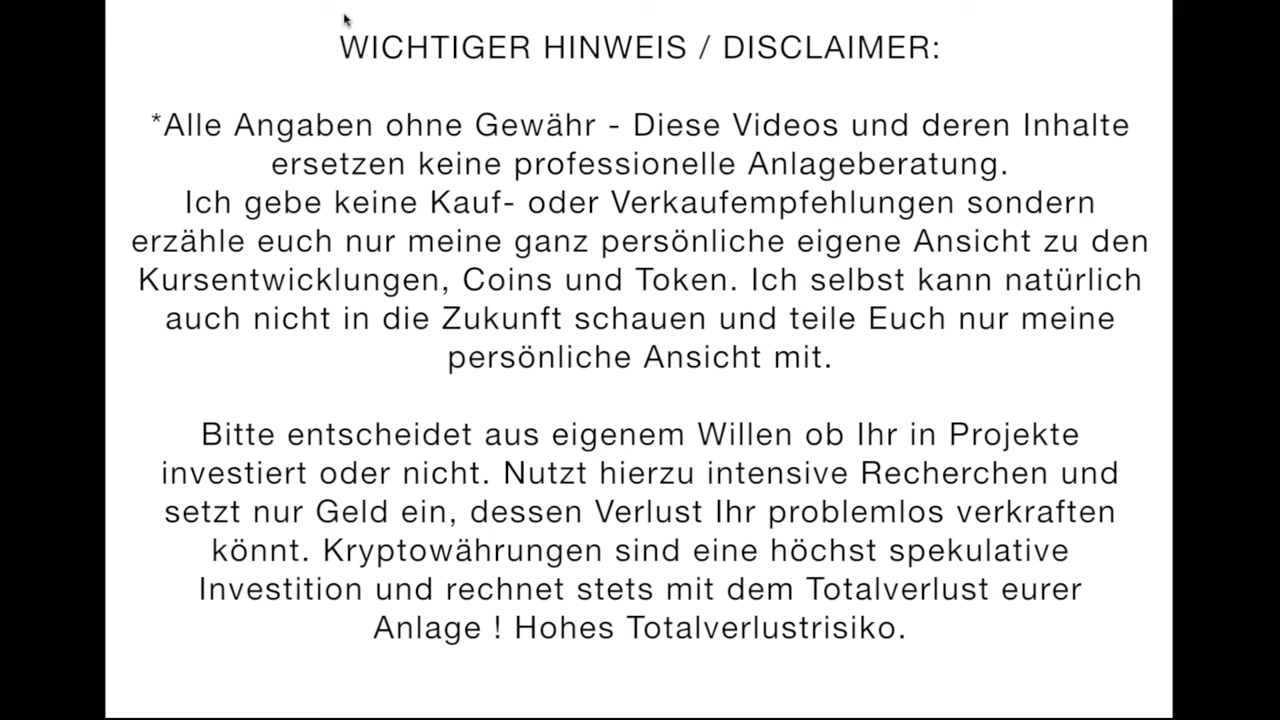 WICHTIGER HINWEIS / DISCLAIMER:
*Alle Angaben ohne Gewähr - Diese Videos und deren Inhalte
ersetzen keine professionelle Anlageberatung.
Ich gebe keine Kauf- oder Verkaufempfehlungen sondern
erzähle euch nur meine ganz persönliche eigene Ansicht zu den
Kursentwicklungen, Coins und Token. Ich selbst kann natürlich
auch nicht in die Zukunft schauen und teile Euch nur meine
persönliche Ansicht mit.
Bitte entscheidet aus eigenem Willen ob Ihr in Projekte
investiert oder nicht. Nutzt hierzu intensive Recherchen und
setzt nur Geld ein, dessen Verlust Ihr problemlos verkraften
könnt. Kryptowährungen sind eine höchst spekulative
Investition und rechnet stets mit dem Totalverlust eurer
Anlage ! Hohes Totalverlustrisiko.